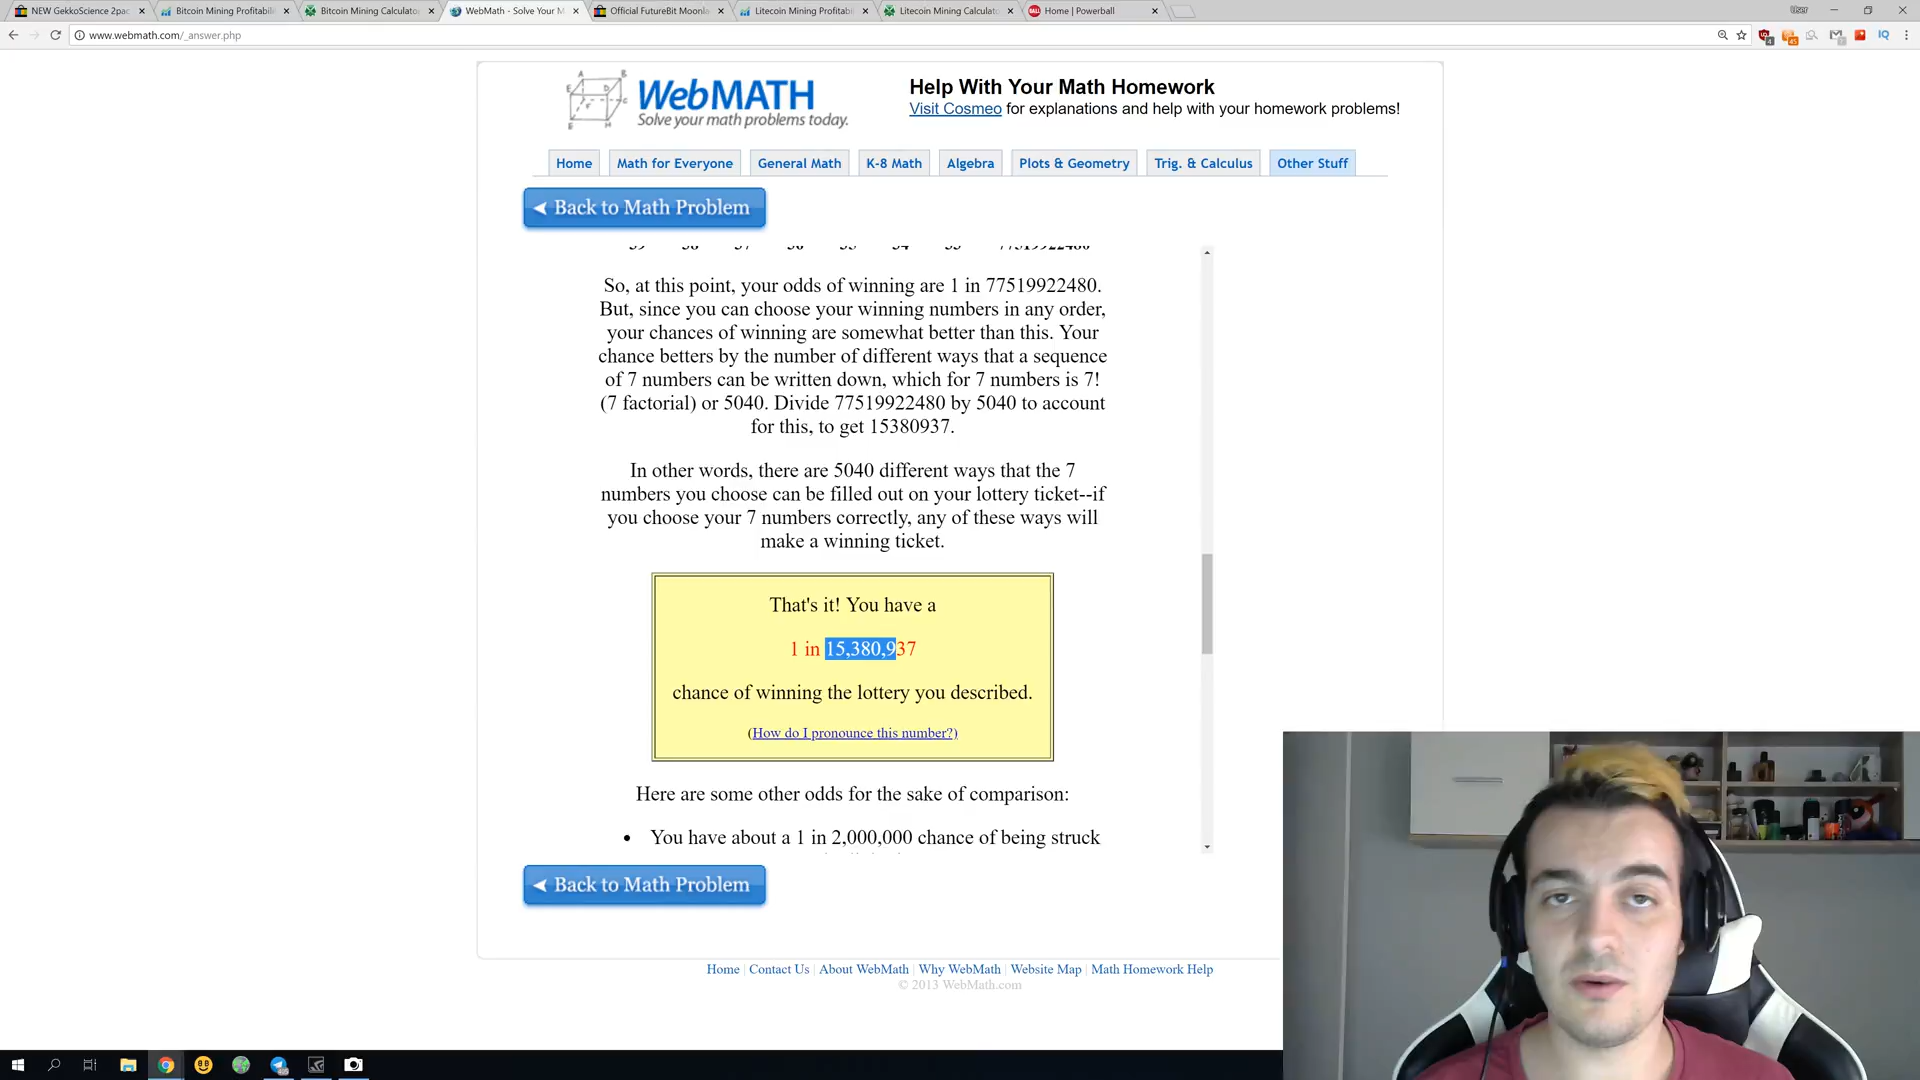 NEW GekkoScience 2pac
Bitcoin Mining Profitabil
Bitcoin Mining Calculato
WebMath - Solve Your M
Official FutureBit Moonla
Litecoin Mining Profitab
Litecoin Mining Calculat
Home | Powerball
User
www.webmath.com/_answer.php
WebMATH
Solve your math problems today.
Help With Your Math Homework
Visit Cosmeo for explanations and help with your homework problems!
Home
Math for Everyone
General Math
K-8 Math
Algebra
Plots & Geometry
Trig. & Calculus
Other Stuff
Back to Math Problem
39 38 37 36 35 34 33 77519922480
So, at this point, your odds of winning are 1 in 77519922480.
But, since you can choose your winning numbers in any order,
your chances of winning are somewhat better than this. Your
chance betters by the number of different ways that a sequence
of 7 numbers can be written down, which for 7 numbers is 7!
(7 factorial) or 5040. Divide 77519922480 by 5040 to account
for this, to get 15380937.
In other words, there are 5040 different ways that the 7
numbers you choose can be filled out on your lottery ticket--if
you choose your 7 numbers correctly, any of these ways will
make a winning ticket.
That's it! You have a
1 in 15,380,937
chance of winning the lottery you described.
(How do I pronounce this number?)
Here are some other odds for the sake of comparison:
• You have about a 1 in 2,000,000 chance of being struck
Back to Math Problem
Home | Contact Us | About WebMath | Why WebMath | Website Map | Math Homework Help
© 2013 WebMath.com